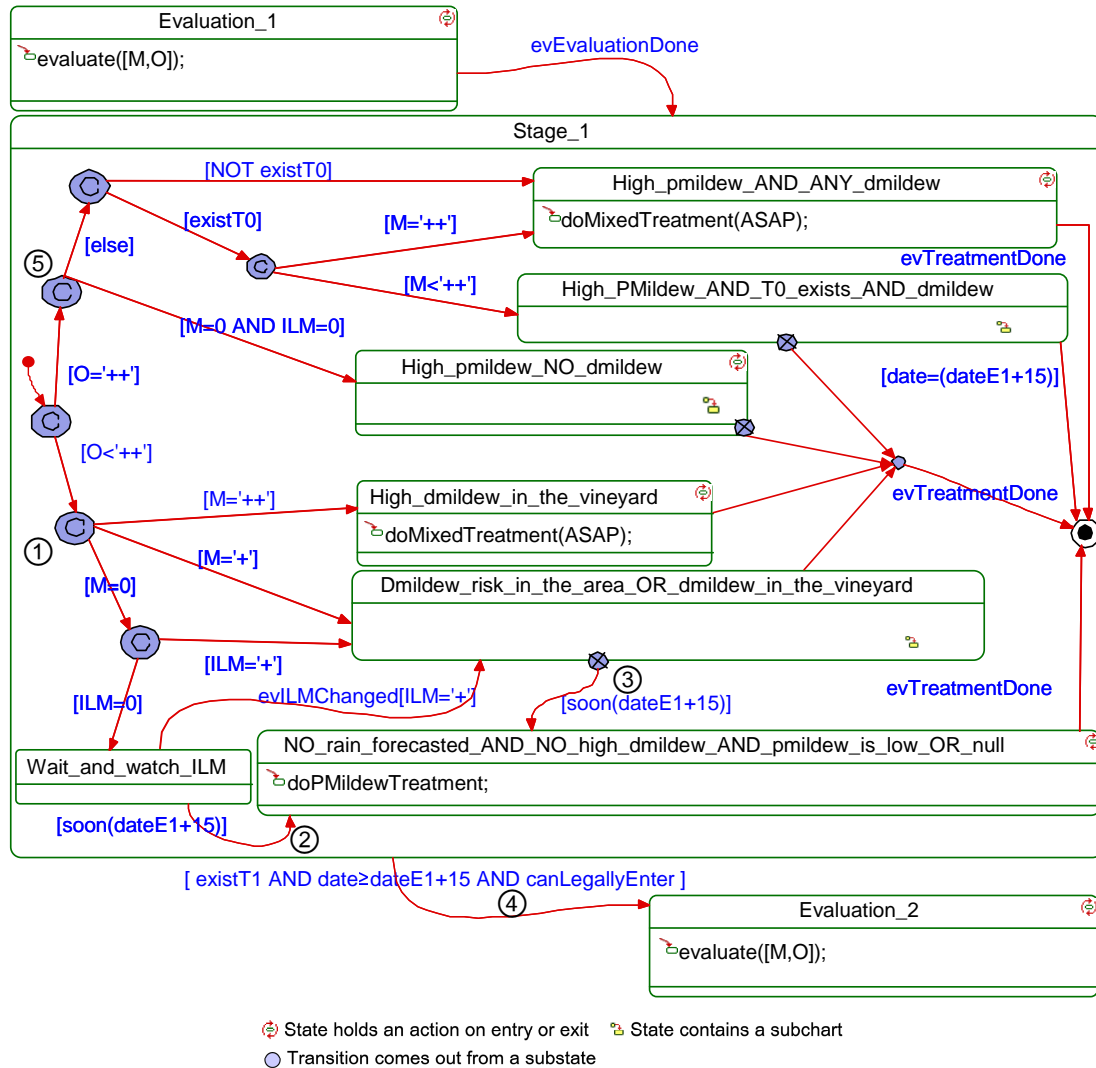 Evaluation_1
evaluate([M,O]);
evEvaluationDone
Stage_1
[NOT existT0]
High_pmildew_AND_ANY_dmildew
doMixedTreatment(ASAP);
[existT0]
[M='++']
[else]
5
evTreatmentDone
[M<'++']
High_PMildew_AND_T0_exists_AND_dmildew
[M=0 AND ILM=0]
High_pmildew_NO_dmildew
[O='++']
[date=(dateE1+15)]
[O<'++']
[M='++']
High_dmildew_in_the_vineyard
evTreatmentDone
doMixedTreatment(ASAP);
1
[M='+']
[M=0]
Dmildew_risk_in_the_area_OR_dmildew_in_the_vineyard
[ILM='+']
3
evTreatmentDone
[ILM=0]
evILMChanged[ILM='+']
[soon(dateE1+15)]
NO_rain_forecasted_AND_NO_high_dmildew_AND_pmildew_is_low_OR_null
Wait_and_watch_ILM
doPMildewTreatment;
[soon(dateE1+15)]
2
[ existT1 AND date≥dateE1+15 AND canLegallyEnter ]
4
Evaluation_2
evaluate([M,O]);
State holds an action on entry or exit
State contains a subchart
Transition comes out from a substate